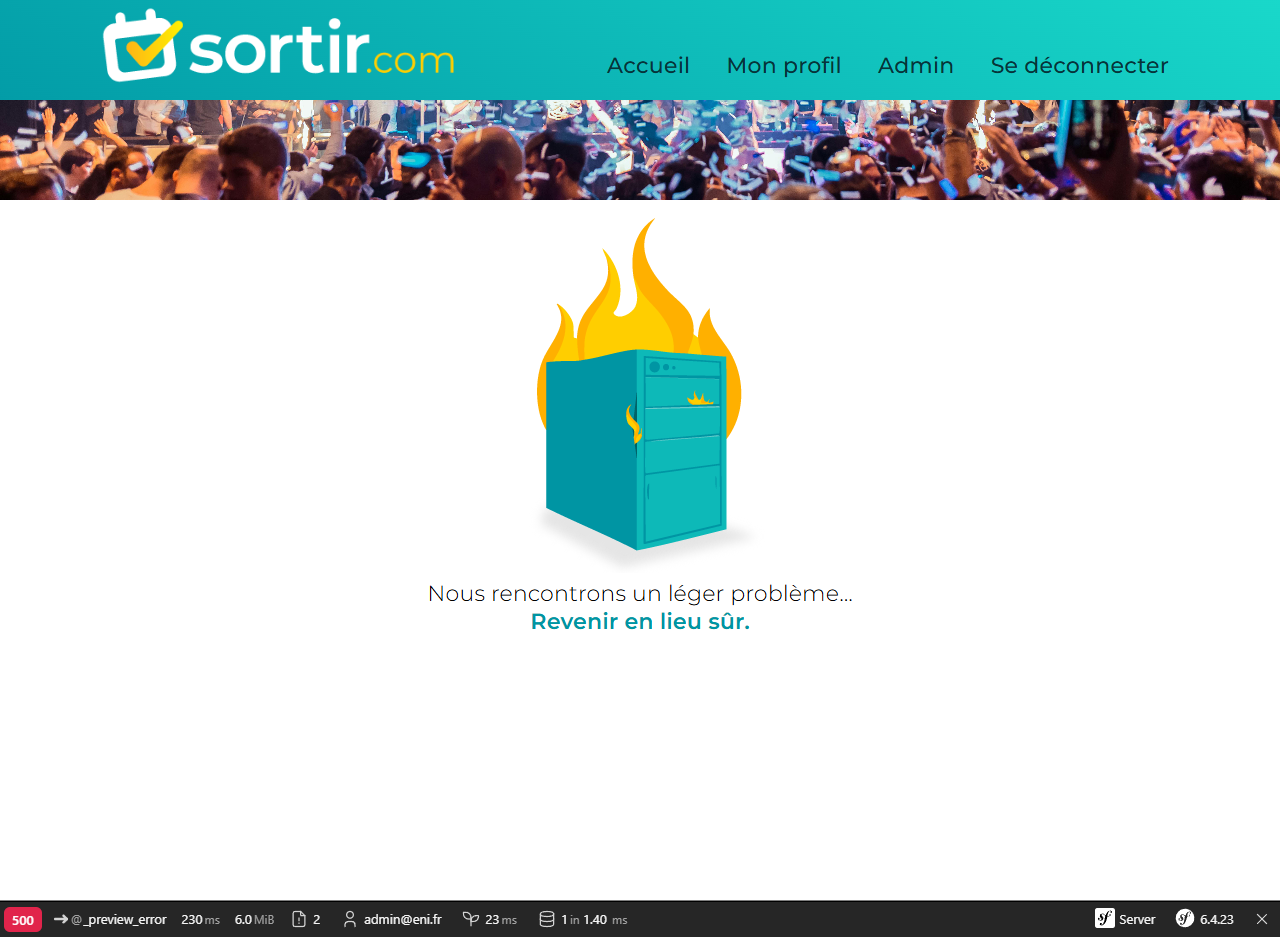 sortir.com
Accueil Mon profil Admin Se déconnecter
Nous rencontrons un léger problème...
Revenir en lieu sûr.
500 @ _preview_error 230 ms 6.0 MiB 2 admin@eni.fr 23 ms 1 in 1.40 ms Server 6.4.23